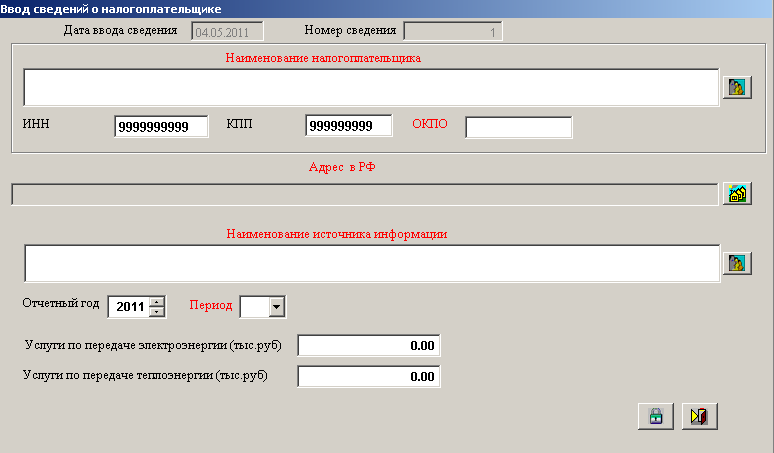 Ввод сведений о налогоплательщике
Дата ввода сведения 04.05.2011 Номер сведения 1
Наименование налогоплательщика
ИНН 9999999999 КПП 999999999 ОКПО
Адрес в РФ
Наименование источника информации
Отчетный год 2011 Период
Услуги по передаче электроэнергии (тыс.руб) 0.00
Услуги по передаче теплоэнергии (тыс.руб) 0.00